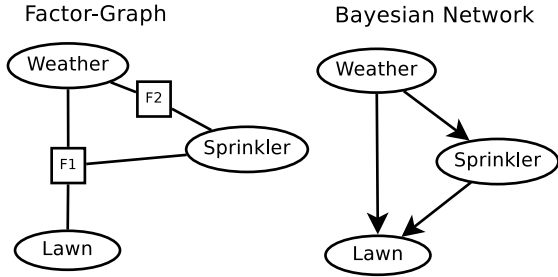 Factor-Graph
Weather
F2
Sprinkler
F1
Lawn
Bayesian Network
Weather
Sprinkler
Lawn